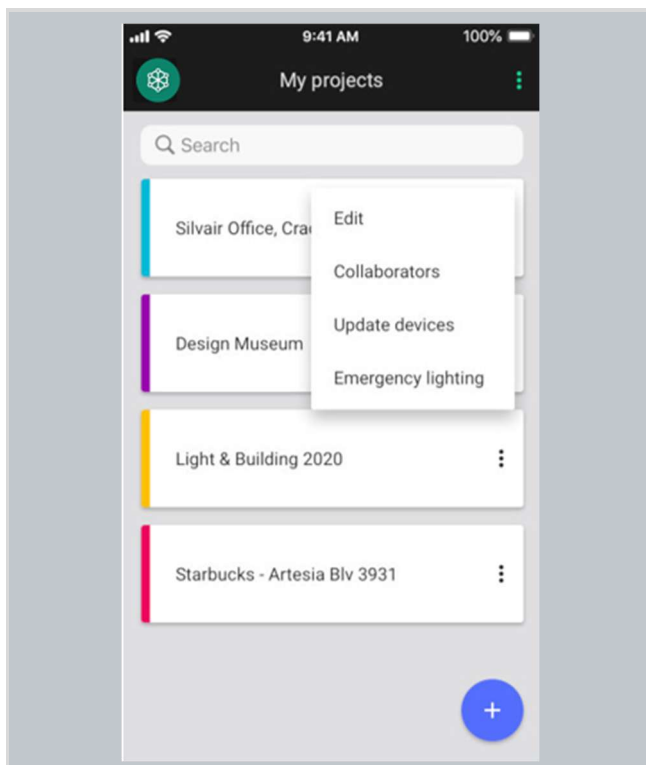 9:41 AM
100%
My projects
Search
Silvair Office,
Edit
Collaborators
Design Museum
Update devices
Emergency lighting
Light & Building 2020
Starbucks - Artesia Blv 3931
+